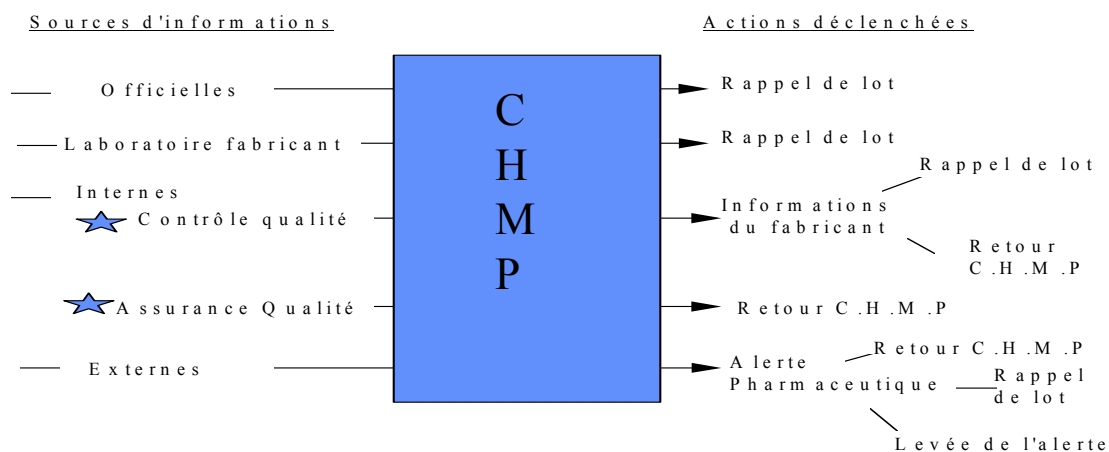 Sources d'informations
Actions déclenchées
Officielles
Rappel de lot
Laboratoire fabricant
Rappel de lot
Internes
Contrôle qualité
Informations
du fabricant
Rappel de lot
Retour
C.H.M.P
Assurance Qualité
Retour C.H.M.P
Externes
Alerte
Pharmaceutique
Retour C.H.M.P
Rappel
de lot
Levée de l'alerte
C
H
M
P